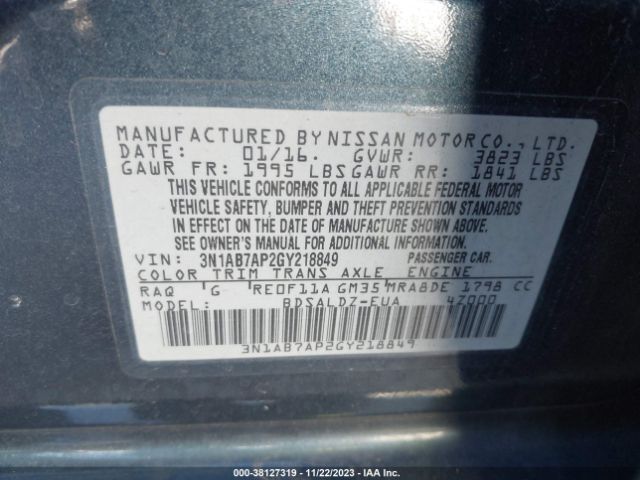 MANUFACTURED BY NISSAN MOTOR CO., LTD.
DATE: 01/16. GVWR: 3823 LBS
GAWR FR: 1995 LBS GAWR RR: 1841 LBS
THIS VEHICLE CONFORMS TO ALL APPLICABLE FEDERAL MOTOR
VEHICLE SAFETY, BUMPER AND THEFT PREVENTION STANDARDS
IN EFFECT ON THE DATE OF MANUFACTURE SHOWN ABOVE.
SEE OWNER'S MANUAL FOR ADDITIONAL INFORMATION
VIN: 3N1AB7AP2GY218849 PASSENGER CAR.
COLOR TRIM TRANS AXLE ENGINE
RAQ G RE0F11A GM35 MRA8DE 1798 CC
MODEL: BDSALDZ-EUA 4Z000
3N1AB7AP2GY218849
000-38127319 - 11/22/2023 - IAA Inc.